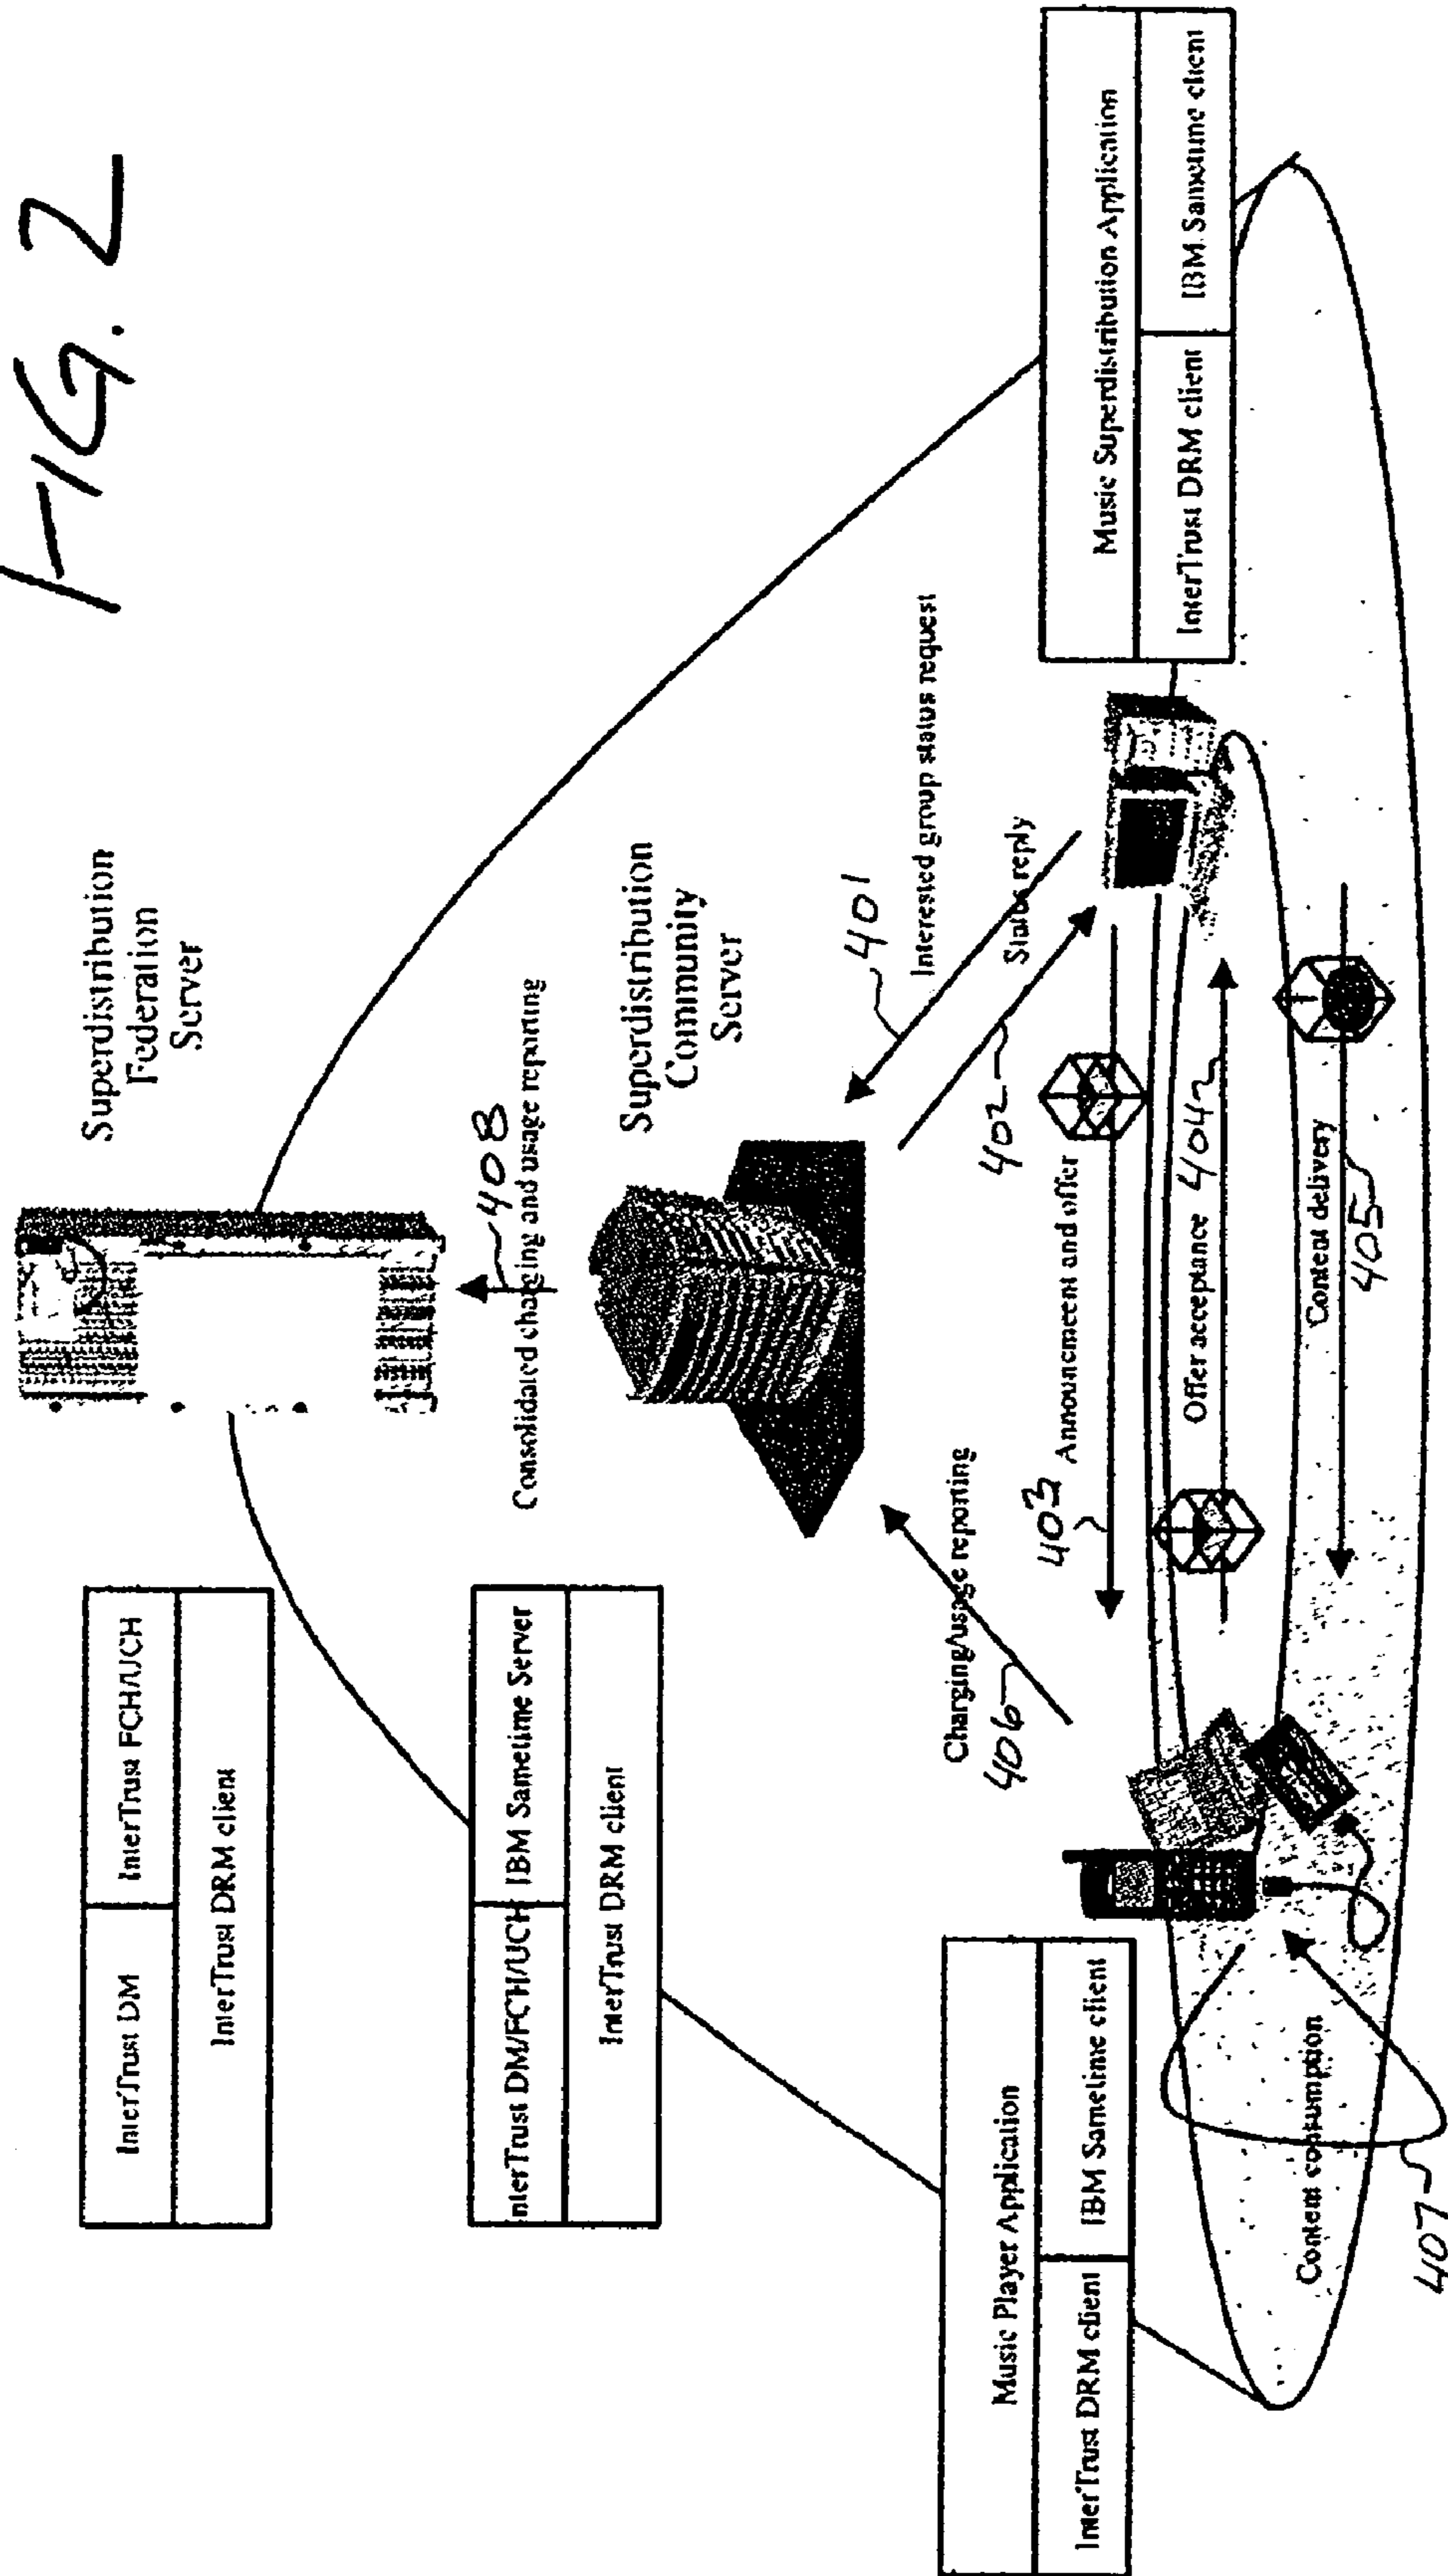 FIG. 2
Superdistribution
Federation
Server
InterTrust DM
InterTrust FCH/UCH
InterTrust DRM client
408
Consolidated charging and usage reporting
nterTrust DM/FCH/UCH
IBM Sametime Server
InterTrust DRM client
Superdistribution
Community
Server
401
Interested group status request
402
Status reply
Charging/usage reporting
406
403
Announcement and offer
Offer acceptance
404
Content delivery
405
Music Player Application
InterTrust DRM client
IBM Sametime client
Music Superdistribution Application
InterTrust DRM client
IBM Sametime client
Content contumption
407